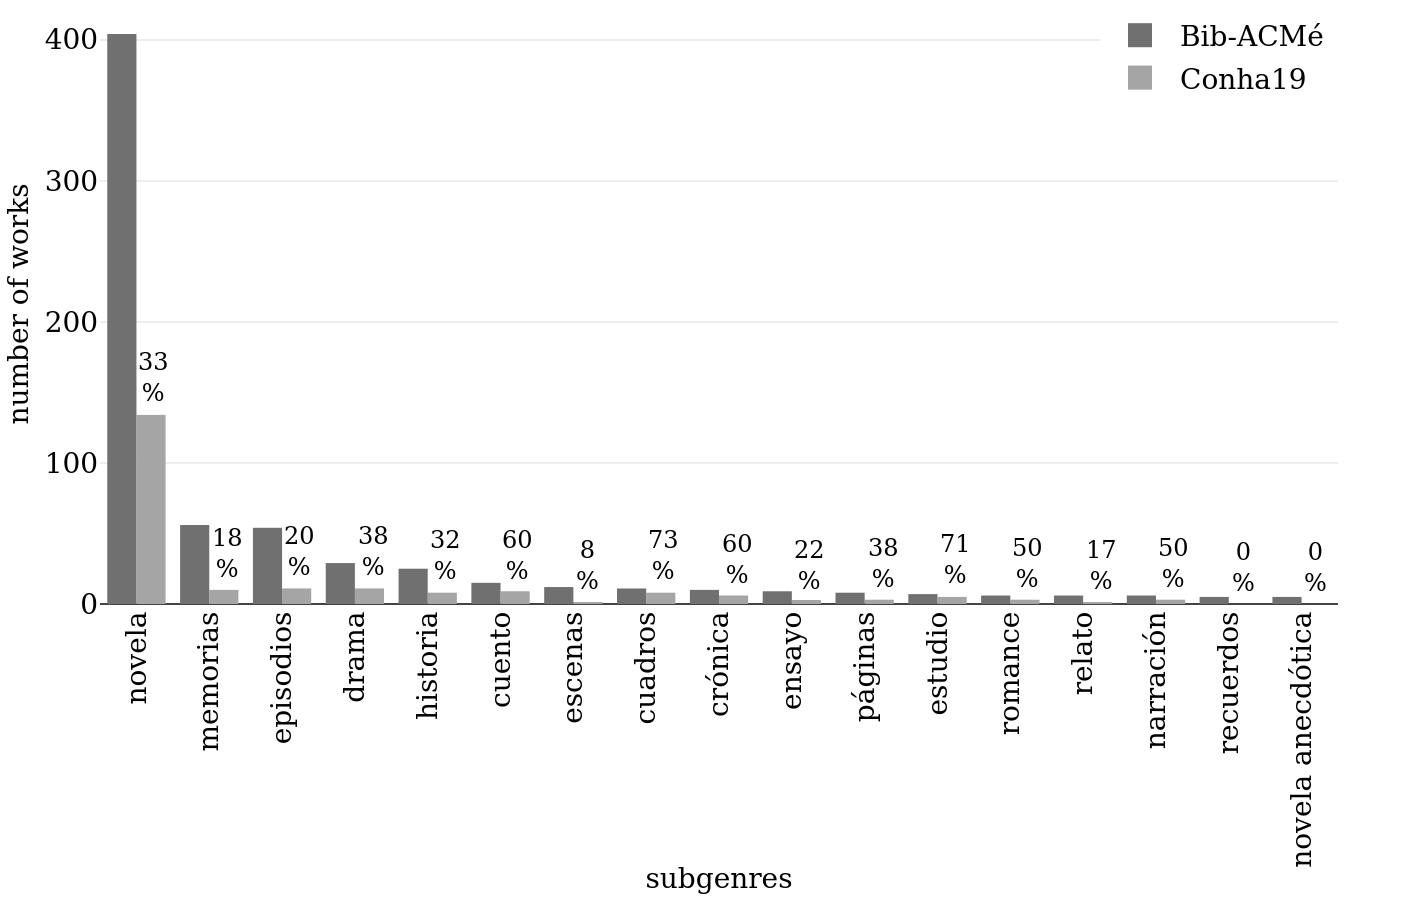 Bib-ACMé
Conha19
number of works
400
300
200
100
0
33
%
18
%
20
%
38
%
32
%
60
%
8
%
73
%
60
%
22
%
38
%
71
%
50
%
17
%
50
%
0
%
0
%
novela
memorias
episodios
drama
historia
cuento
escenas
cuadros
crónica
ensayo
páginas
estudio
romance
relato
narración
recuerdos
novela anecdótica
subgenres